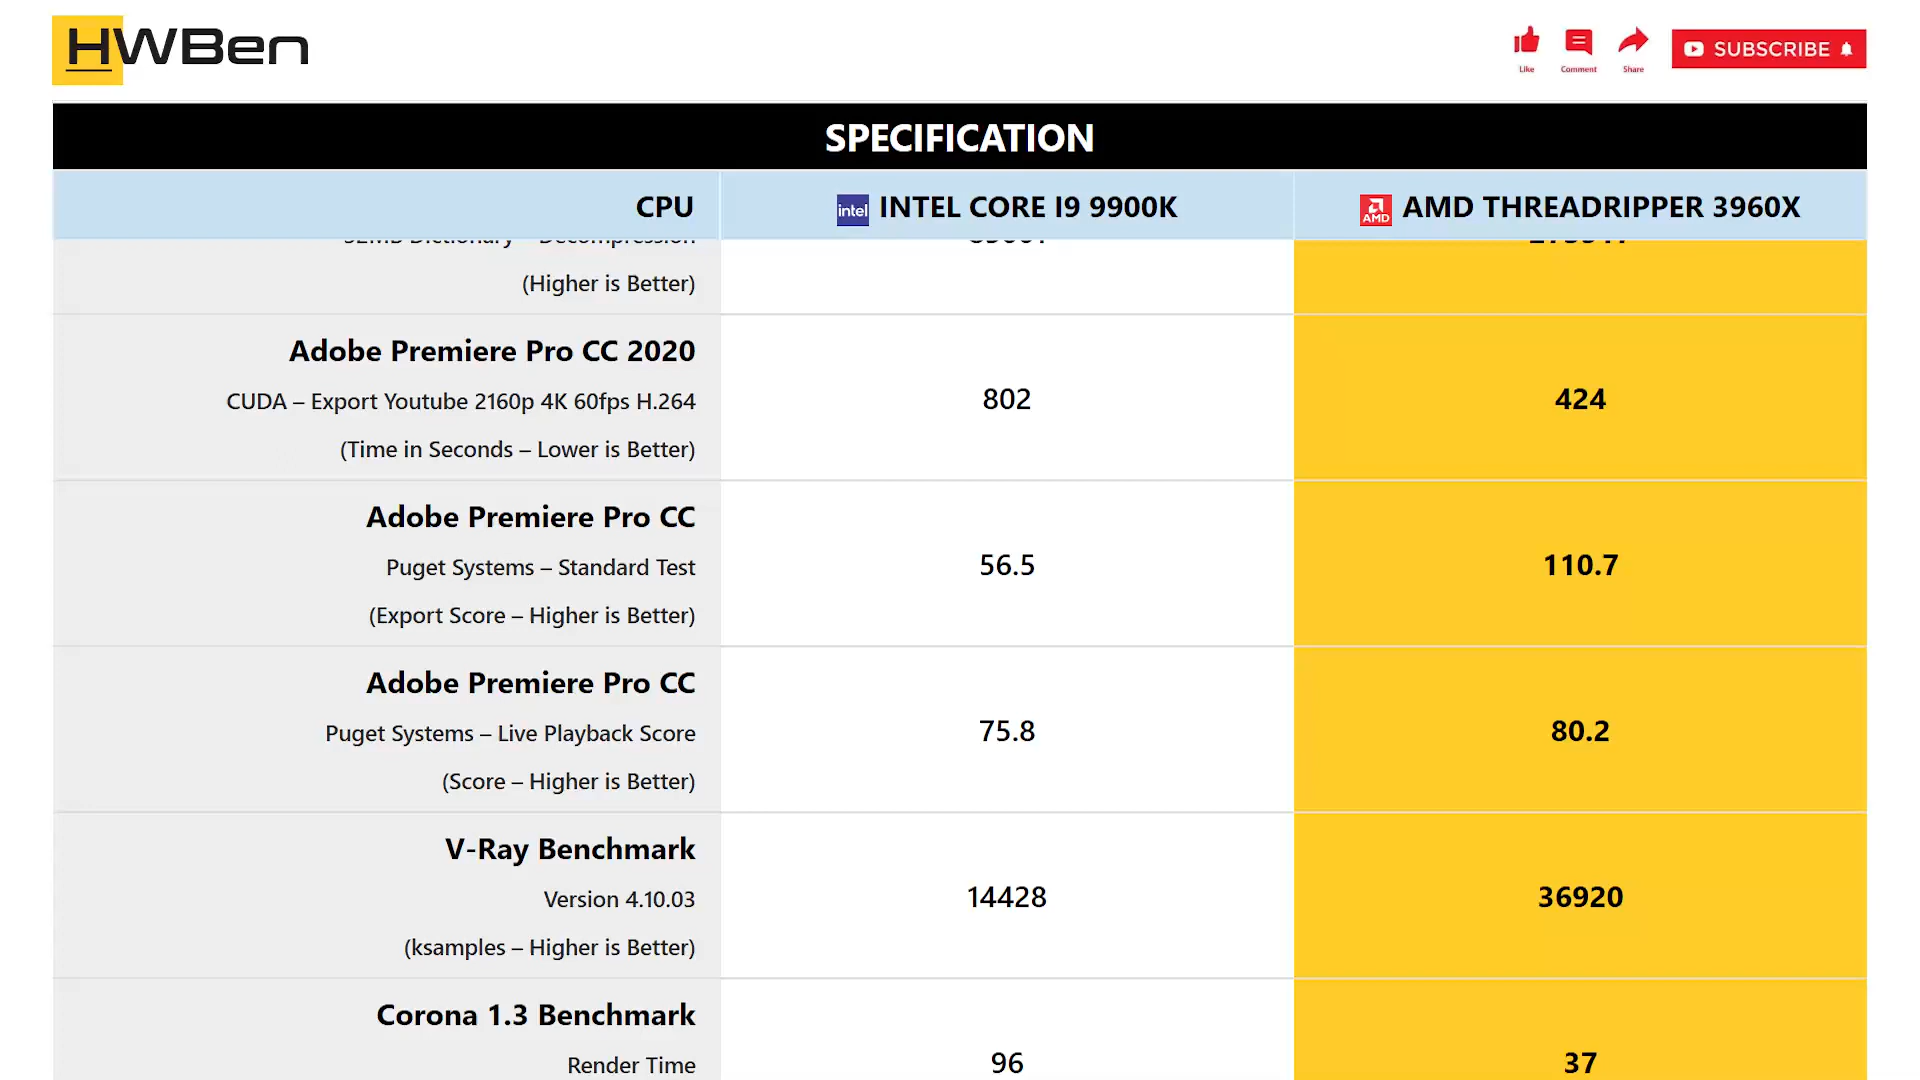 HWBen
Like
Comment
Share
SUBSCRIBE
SPECIFICATION
CPU
intel INTEL CORE I9 9900K
AMD AMD THREADRIPPER 3960X
32MB Dictionary – Decompression
(Higher is Better)
Adobe Premiere Pro CC 2020
CUDA – Export Youtube 2160p 4K 60fps H.264
(Time in Seconds – Lower is Better)
802
424
Adobe Premiere Pro CC
Puget Systems – Standard Test
(Export Score – Higher is Better)
56.5
110.7
Adobe Premiere Pro CC
Puget Systems – Live Playback Score
(Score – Higher is Better)
75.8
80.2
V-Ray Benchmark
Version 4.10.03
(ksamples – Higher is Better)
14428
36920
Corona 1.3 Benchmark
Render Time
96
37